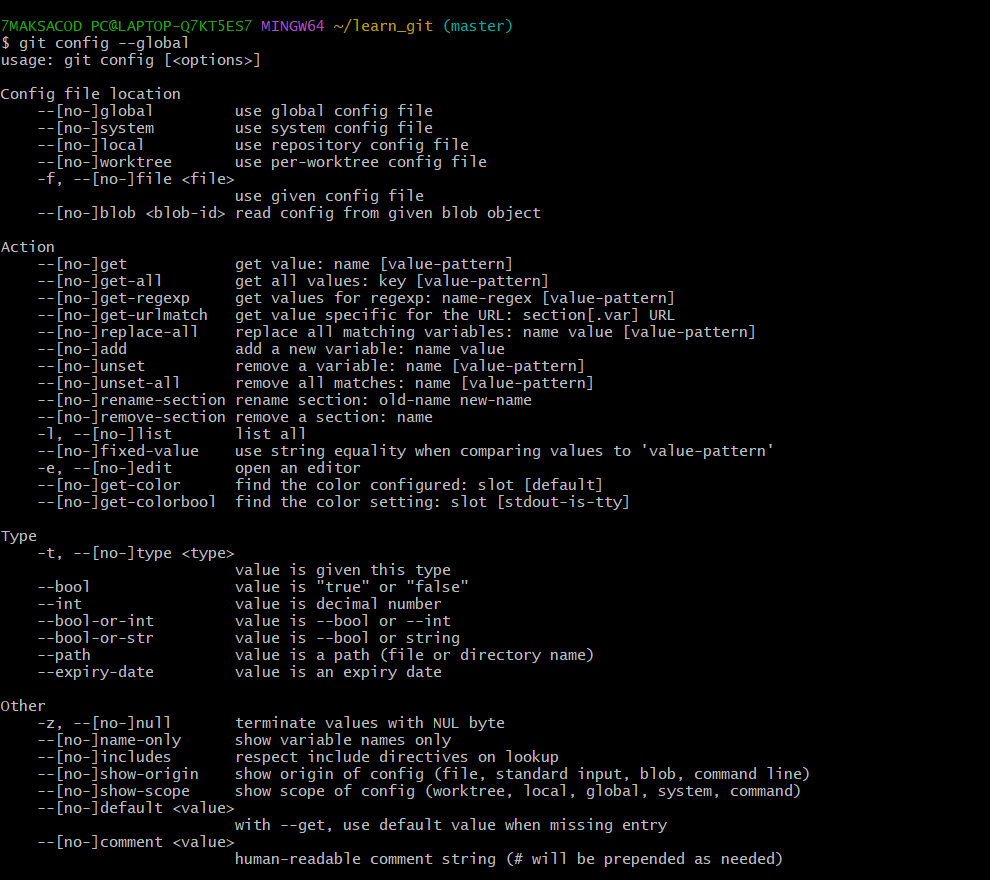 7MAKSACOD PC@LAPTOP-Q7KT5ES7 MINGW64 ~/learn_git (master)
$ git config --global
usage: git config [<options>]

Config file location
    --[no-]global         use global config file
    --[no-]system         use system config file
    --[no-]local          use repository config file
    --[no-]worktree       use per-worktree config file
    -f, --[no-]file <file>
                          use given config file
    --[no-]blob <blob-id> read config from given blob object

Action
    --[no-]get            get value: name [value-pattern]
    --[no-]get-all        get all values: key [value-pattern]
    --[no-]get-regexp     get values for regexp: name-regex [value-pattern]
    --[no-]get-urlmatch   get value specific for the URL: section[.var] URL
    --[no-]replace-all    replace all matching variables: name value [value-pattern]
    --[no-]add            add a new variable: name value
    --[no-]unset          remove a variable: name [value-pattern]
    --[no-]unset-all      remove all matches: name [value-pattern]
    --[no-]rename-section rename section: old-name new-name
    --[no-]remove-section remove a section: name
    -l, --[no-]list       list all
    --[no-]fixed-value    use string equality when comparing values to 'value-pattern'
    -e, --[no-]edit       open an editor
    --[no-]get-color      find the color configured: slot [default]
    --[no-]get-colorbool  find the color setting: slot [stdout-is-tty]

Type
    -t, --[no-]type <type>
                          value is given this type
    --bool                value is "true" or "false"
    --int                 value is decimal number
    --bool-or-int         value is --bool or --int
    --bool-or-str         value is --bool or string
    --path                value is a path (file or directory name)
    --expiry-date         value is an expiry date

Other
    -z, --[no-]null       terminate values with NUL byte
    --[no-]name-only      show variable names only
    --[no-]includes       respect include directives on lookup
    --[no-]show-origin    show origin of config (file, standard input, blob, command line)
    --[no-]show-scope     show scope of config (worktree, local, global, system, command)
    --[no-]default <value>
                          with --get, use default value when missing entry
    --[no-]comment <value>
                          human-readable comment string (# will be prepended as needed)